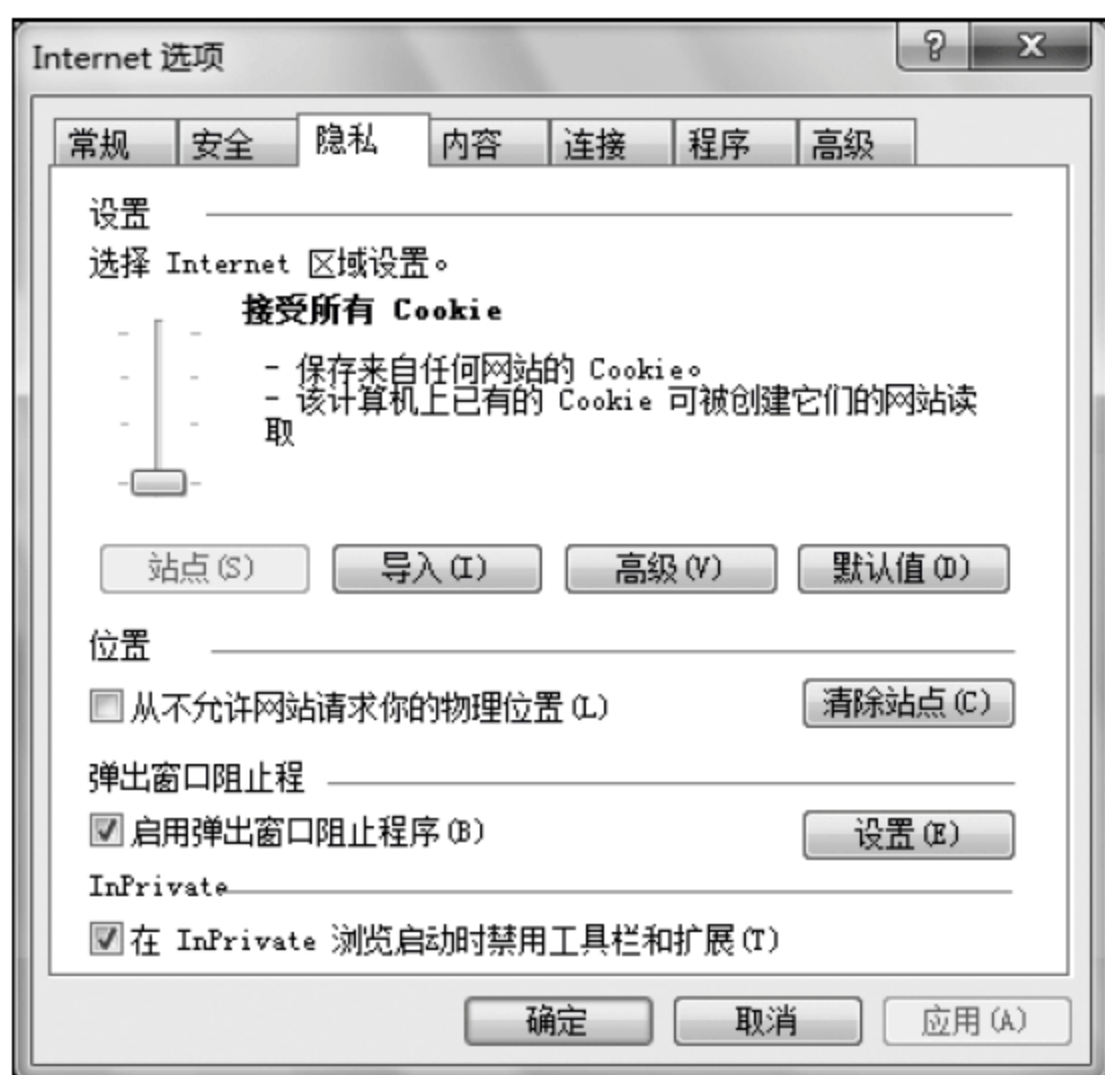 Internet 选项
常规 安全 隐私 内容 连接 程序 高级
设置
选择 Internet 区域设置。
接受所有 Cookie
- 保存来自任何网站的 Cookie。
- 该计算机上已有的 Cookie 可被创建它们的网站读
取
站点(S) 导入(I) 高级(V) 默认值(D)
位置
从不允许网站请求你的物理位置(L) 清除站点(C)
弹出窗口阻止程
启用弹出窗口阻止程序(B) 设置(E)
InPrivate
在 InPrivate 浏览启动时禁用工具栏和扩展(T)
确定 取消 应用(A)